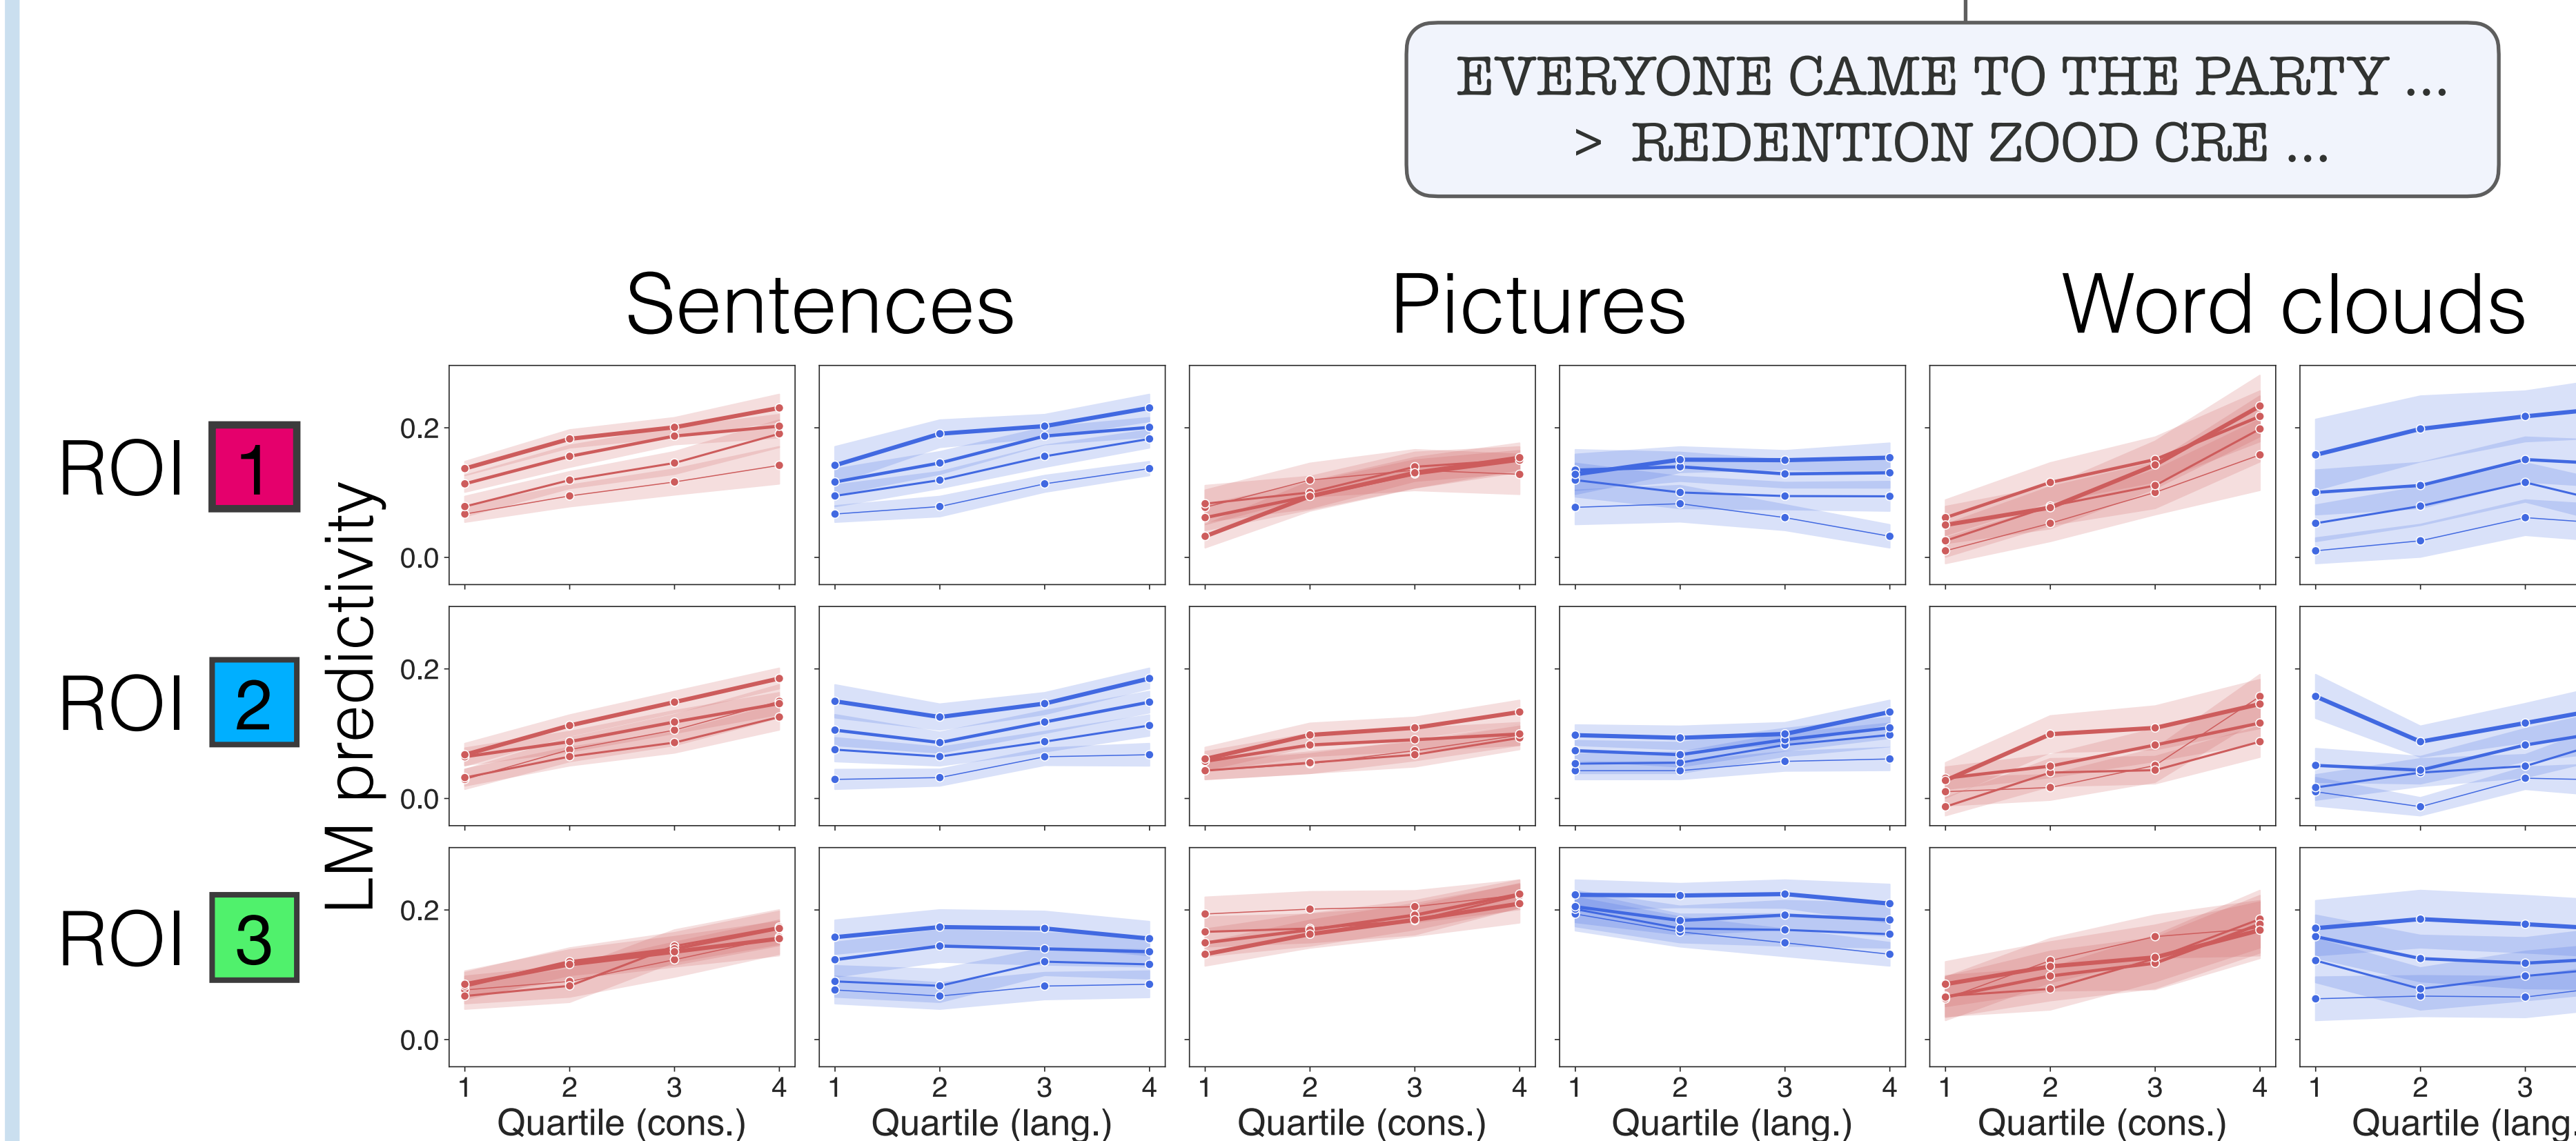 EVERYONE CAME TO THE PARTY ...
> REDENTION ZOOD CRE ...
Sentences Pictures Word clouds
ROI 1
ROI 2
ROI 3
LM predictivity
0.2
0.0
0.2
0.0
0.2
0.0
1 2 3 4 1 2 3 4 1 2 3 4 1 2 3 4 1 2 3 4 1 2 3
Quartile (cons.) Quartile (lang.) Quartile (cons.) Quartile (lang.) Quartile (cons.) Quartile (lang.